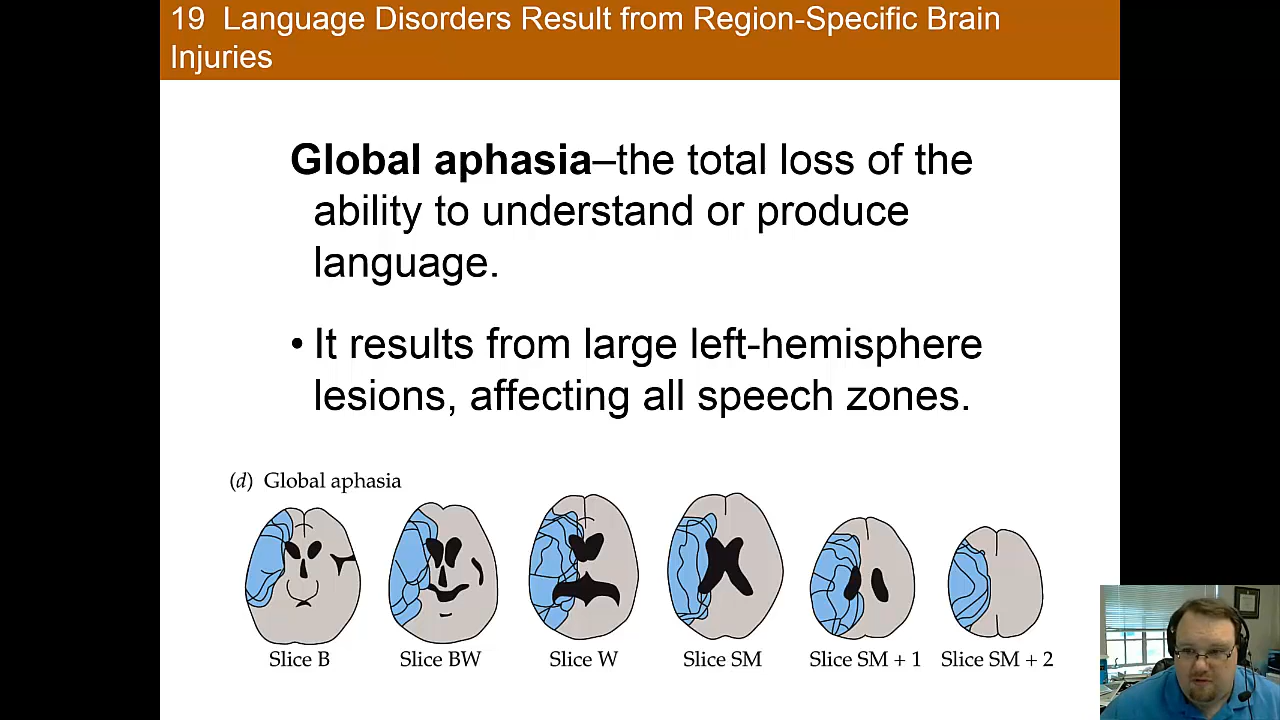 19 Language Disorders Result from Region-Specific Brain
Injuries
Global aphasia–the total loss of the
ability to understand or produce
language.
• It results from large left-hemisphere
lesions, affecting all speech zones.
(d) Global aphasia
Slice B
Slice BW
Slice W
Slice SM
Slice SM + 1
Slice SM + 2